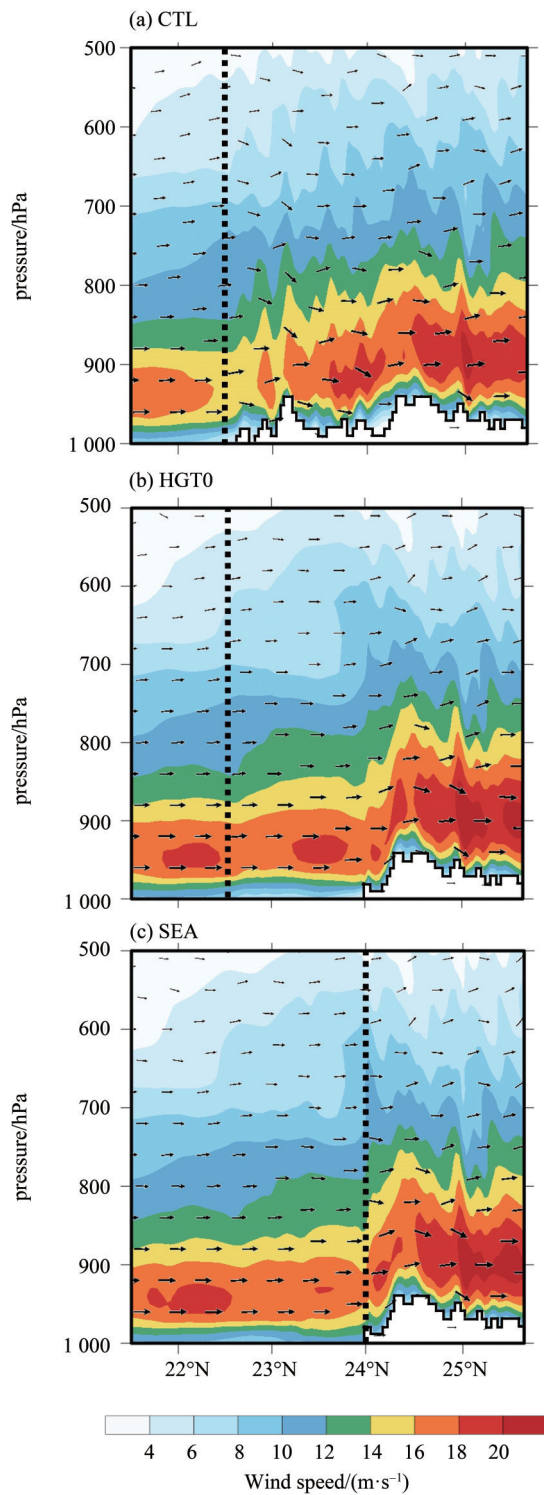 (a) CTL
500
600
700
800
900
1 000
pressure/hPa
(b) HGT0
500
600
700
800
900
1 000
pressure/hPa
(c) SEA
500
600
700
800
900
1 000
pressure/hPa
22°N 23°N 24°N 25°N
4 6 8 10 12 14 16 18 20
Wind speed/(m·s⁻¹)